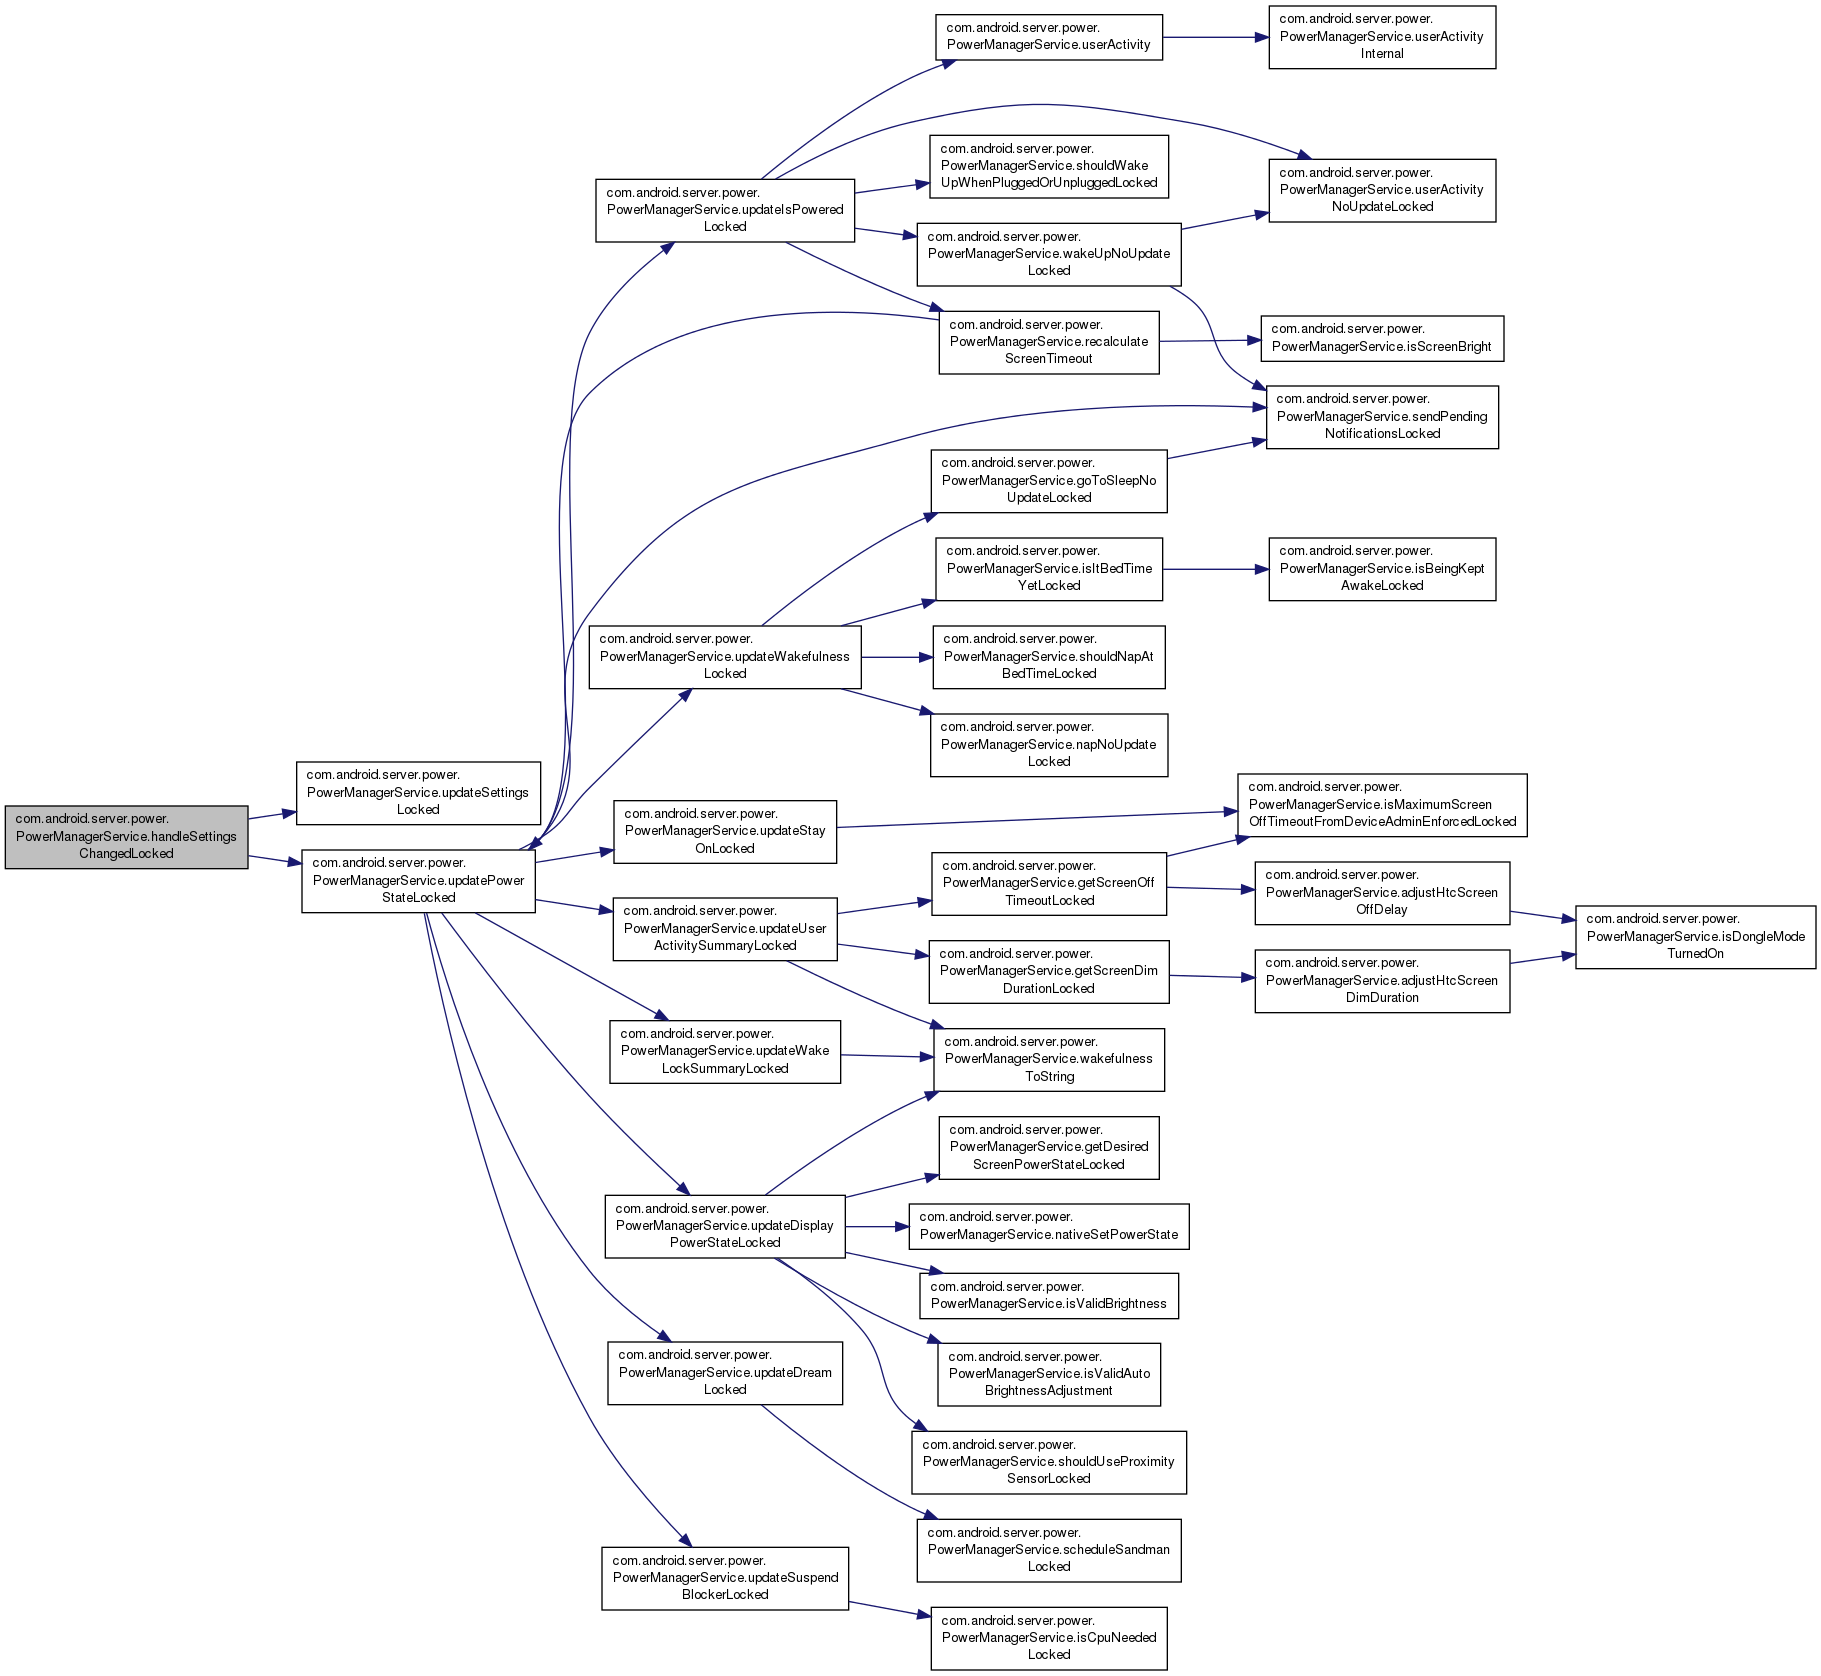 com.android.server.power.
PowerManagerService.handleSettings
ChangedLocked
com.android.server.power.
PowerManagerService.updateSettings
Locked
com.android.server.power.
PowerManagerService.updatePower
StateLocked
com.android.server.power.
PowerManagerService.updateIsPowered
Locked
com.android.server.power.
PowerManagerService.updateWakefulness
Locked
com.android.server.power.
PowerManagerService.updateStay
OnLocked
com.android.server.power.
PowerManagerService.updateUser
ActivitySummaryLocked
com.android.server.power.
PowerManagerService.updateWake
LockSummaryLocked
com.android.server.power.
PowerManagerService.updateDisplay
PowerStateLocked
com.android.server.power.
PowerManagerService.updateDream
Locked
com.android.server.power.
PowerManagerService.updateSuspend
BlockerLocked
com.android.server.power.
PowerManagerService.userActivity
com.android.server.power.
PowerManagerService.shouldWake
UpWhenPluggedOrUnpluggedLocked
com.android.server.power.
PowerManagerService.wakeUpNoUpdate
Locked
com.android.server.power.
PowerManagerService.recalculate
ScreenTimeout
com.android.server.power.
PowerManagerService.goToSleepNo
UpdateLocked
com.android.server.power.
PowerManagerService.isItBedTime
YetLocked
com.android.server.power.
PowerManagerService.shouldNapAt
BedTimeLocked
com.android.server.power.
PowerManagerService.napNoUpdate
Locked
com.android.server.power.
PowerManagerService.getScreenOff
TimeoutLocked
com.android.server.power.
PowerManagerService.getScreenDim
DurationLocked
com.android.server.power.
PowerManagerService.wakefulness
ToString
com.android.server.power.
PowerManagerService.getDesired
ScreenPowerStateLocked
com.android.server.power.
PowerManagerService.nativeSetPowerState
com.android.server.power.
PowerManagerService.isValidBrightness
com.android.server.power.
PowerManagerService.isValidAuto
BrightnessAdjustment
com.android.server.power.
PowerManagerService.shouldUseProximity
SensorLocked
com.android.server.power.
PowerManagerService.scheduleSandman
Locked
com.android.server.power.
PowerManagerService.isCpuNeeded
Locked
com.android.server.power.
PowerManagerService.userActivity
Internal
com.android.server.power.
PowerManagerService.userActivity
NoUpdateLocked
com.android.server.power.
PowerManagerService.isScreenBright
com.android.server.power.
PowerManagerService.sendPending
NotificationsLocked
com.android.server.power.
PowerManagerService.isBeingKept
AwakeLocked
com.android.server.power.
PowerManagerService.isMaximumScreen
OffTimeoutFromDeviceAdminEnforcedLocked
com.android.server.power.
PowerManagerService.adjustHtcScreen
OffDelay
com.android.server.power.
PowerManagerService.adjustHtcScreen
DimDuration
com.android.server.power.
PowerManagerService.isDongleMode
TurnedOn